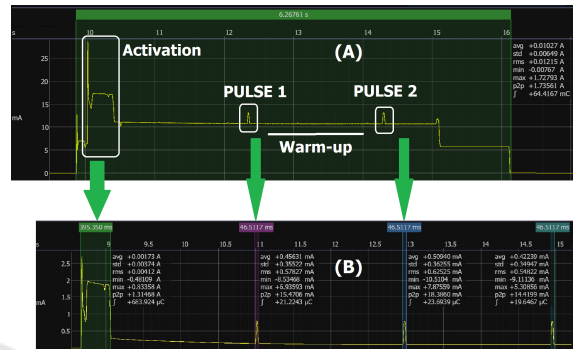 6.26761 s
s 10 11 12 13 14 15 16
Activation
(A)
PULSE 1
PULSE 2
Warm-up
25
20
15
mA 10
5
0
avg +0.01027 A
std +0.00649 A
rms +0.01215 A
min -0.00767 A
max +1.72793 A
p2p +1.73561 A
∫ +64.4167 mC
395.350 ms
46.5117 ms
46.5117 ms
46.5117 ms
s 9 9.5 10 10.5 11 11.5 12 12.5 13 13.5 14 14.5 15
(B)
2.5
2
mA 1.5
1
0.5
avg +0.00173 A
std +0.00374 A
rms +0.00412 A
min -0.48109 A
max +0.83358 A
p2p +1.31468 A
∫ +683.924 µC
avg +0.45631 mA
std +0.35522 mA
rms +0.57827 mA
min -8.53468 mA
max +6.93593 mA
p2p +15.4706 mA
∫ +21.2243 µC
avg +0.50940 mA
std +0.36255 mA
rms +0.62525 mA
min -10.5104 mA
max +7.87559 mA
p2p +18.3860 mA
∫ +23.6939 µC
avg +0.42239 mA
std +0.34947 mA
rms +0.54822 mA
min -9.11136 mA
max +5.30856 mA
p2p +14.4199 mA
∫ +19.6467 µC